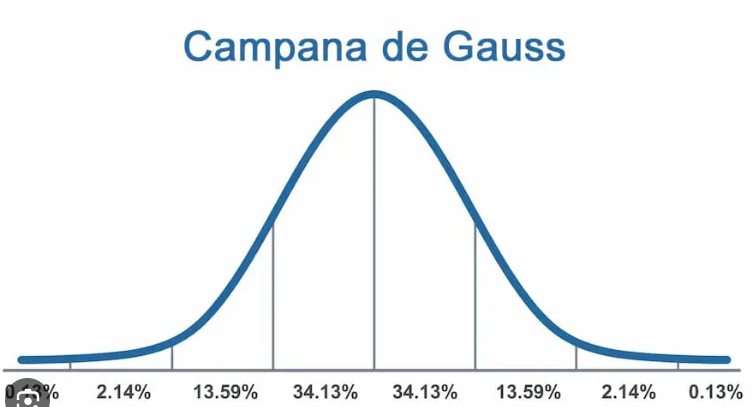 Campana de Gauss
2.14% 13.59% 34.13% 34.13% 13.59% 2.14% 0.13%